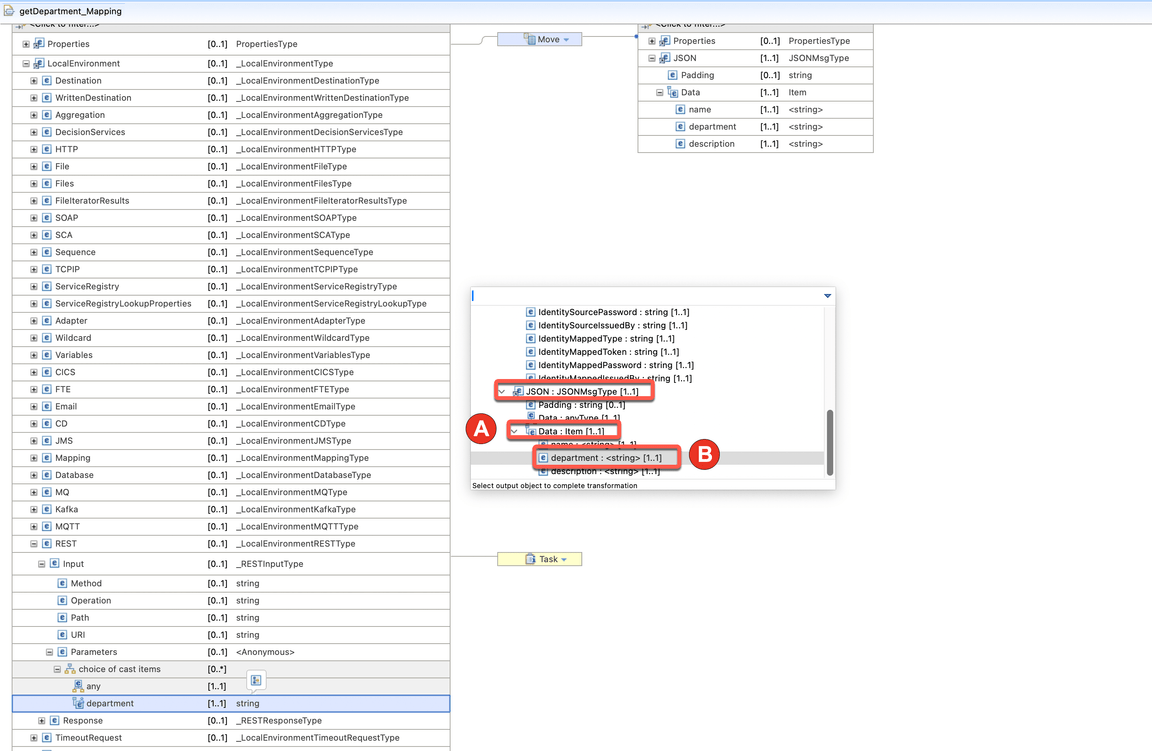 getDepartment_Mapping
<Click to filter...>
Properties [0..1] PropertiesType
LocalEnvironment [0..1] _LocalEnvironmentType
Destination [0..1] _LocalEnvironmentDestinationType
WrittenDestination [0..1] _LocalEnvironmentWrittenDestinationType
Aggregation [0..1] _LocalEnvironmentAggregationType
DecisionServices [0..1] _LocalEnvironmentDecisionServicesType
HTTP [0..1] _LocalEnvironmentHTTPType
File [0..1] _LocalEnvironmentFileType
Files [0..1] _LocalEnvironmentFilesType
FileIteratorResults [0..1] _LocalEnvironmentFileIteratorResultsType
SOAP [0..1] _LocalEnvironmentSOAPType
SCA [0..1] _LocalEnvironmentSCAType
Sequence [0..1] _LocalEnvironmentSequenceType
TCPIP [0..1] _LocalEnvironmentTCPIPType
ServiceRegistry [0..1] _LocalEnvironmentServiceRegistryType
ServiceRegistryLookupProperties [0..1] _LocalEnvironmentServiceRegistryLookupType
Adapter [0..1] _LocalEnvironmentAdapterType
Wildcard [0..1] _LocalEnvironmentWildcardType
Variables [0..1] _LocalEnvironmentVariablesType
CICS [0..1] _LocalEnvironmentCICSType
FTE [0..1] _LocalEnvironmentFTEType
Email [0..1] _LocalEnvironmentEmailType
CD [0..1] _LocalEnvironmentCDType
JMS [0..1] _LocalEnvironmentJMSType
Mapping [0..1] _LocalEnvironmentMappingType
Database [0..1] _LocalEnvironmentDatabaseType
MQ [0..1] _LocalEnvironmentMQType
Kafka [0..1] _LocalEnvironmentKafkaType
MQTT [0..1] _LocalEnvironmentMQTTType
REST [0..1] _LocalEnvironmentRESTType
Input [0..1] _RESTInputType
Method [0..1] string
Operation [0..1] string
Path [0..1] string
URI [0..1] string
Parameters [0..1] <Anonymous>
choice of cast items [0..*]
any [1..1]
department [1..1] string
Response [0..1] _RESTResponseType
TimeoutRequest [0..1] _LocalEnvironmentTimeoutRequestType
Move
<Click to filter...>
Properties [0..1] PropertiesType
JSON [1..1] JSONMsgType
Padding [0..1] string
Data [1..1] Item
name [1..1] <string>
department [1..1] <string>
description [1..1] <string>
IdentitySourcePassword : string [1..1]
IdentitySourceIssuedBy : string [1..1]
IdentityMappedType : string [1..1]
IdentityMappedToken : string [1..1]
IdentityMappedPassword : string [1..1]
IdentityMappedIssuedBy : string [1..1]
JSON : JSONMsgType [1..1]
Padding : string [0..1]
Data : anyType [1..1]
A
Data : Item [1..1]
name : <string> [1..1]
department : <string> [1..1]
B
description : <string> [1..1]
Select output object to complete transformation
Task